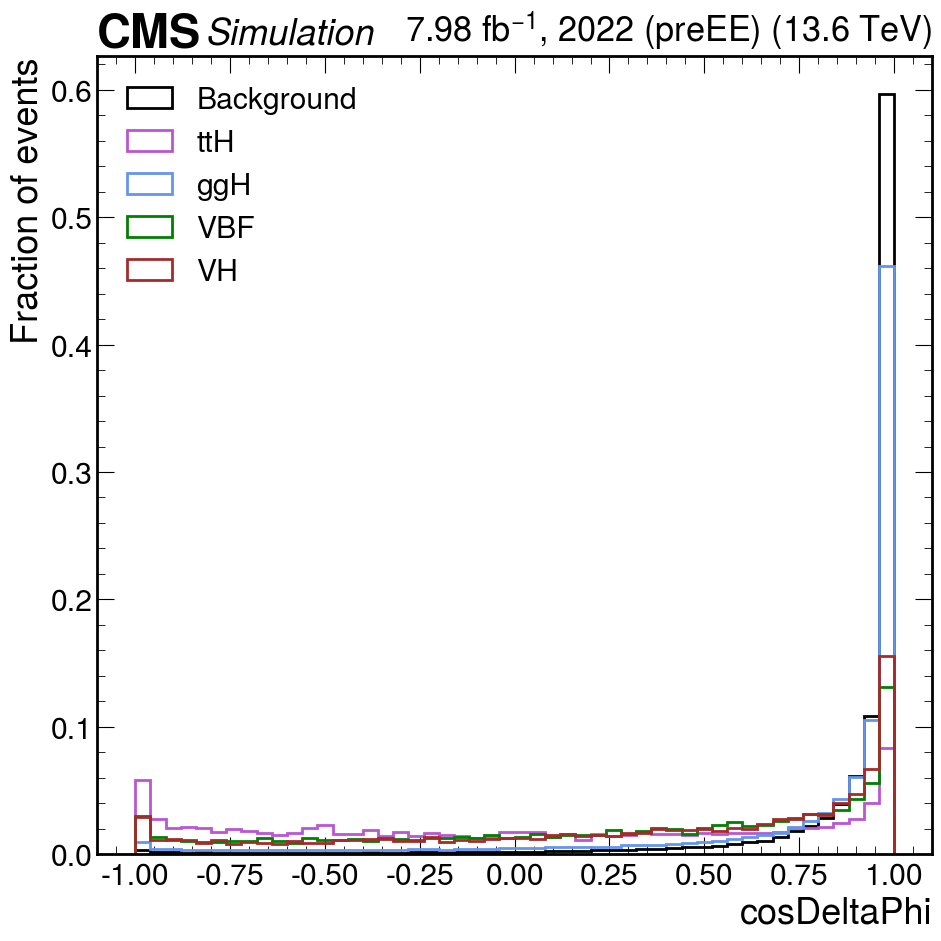 CMS Simulation 7.98 fb⁻¹, 2022 (preEE) (13.6 TeV)
Fraction of events
0.6
0.5
0.4
0.3
0.2
0.1
0.0
Background
ttH
ggH
VBF
VH
-1.00 -0.75 -0.50 -0.25 0.00 0.25 0.50 0.75 1.00
cosDeltaPhi